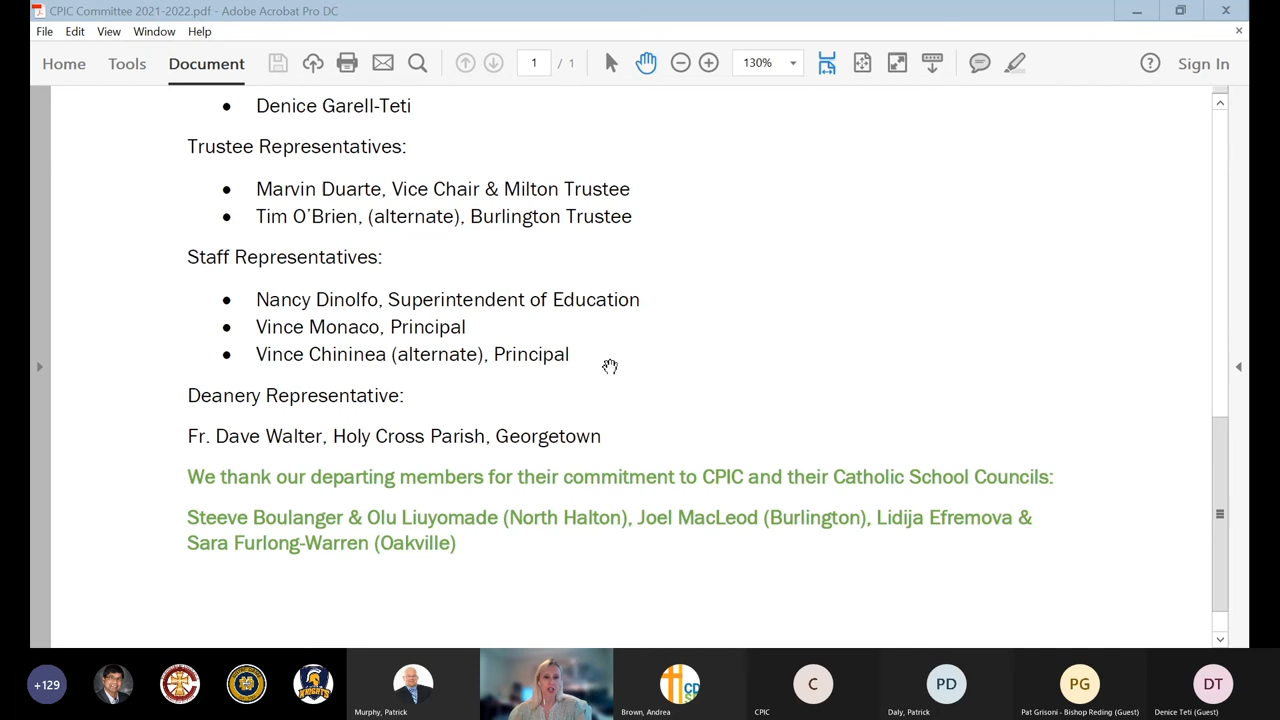 CPIC Committee 2021-2022.pdf - Adobe Acrobat Pro DC
File Edit View Window Help
Home Tools Document 1 / 1 130% Sign In
• Denice Garell-Teti
Trustee Representatives:
• Marvin Duarte, Vice Chair & Milton Trustee
• Tim O'Brien, (alternate), Burlington Trustee
Staff Representatives:
• Nancy Dinolfo, Superintendent of Education
• Vince Monaco, Principal
• Vince Chininea (alternate), Principal
Deanery Representative:
Fr. Dave Walter, Holy Cross Parish, Georgetown
We thank our departing members for their commitment to CPIC and their Catholic School Councils:
Steeve Boulanger & Olu Liuyomade (North Halton), Joel MacLeod (Burlington), Lidija Efremova &
Sara Furlong-Warren (Oakville)
+129 KNIGHTS CD C PD PG DT
Murphy, Patrick Brown, Andrea CPIC Daly, Patrick Pat Grisoni - Bishop Reding (Guest) Denice Teti (Guest)